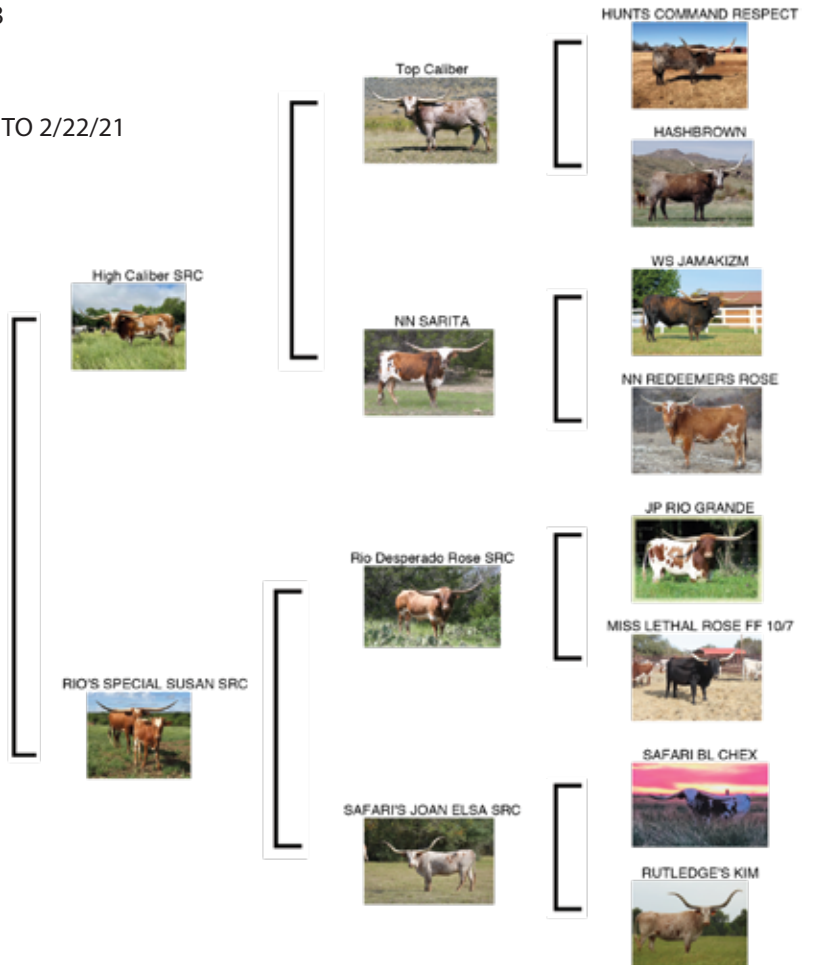 3
TO 2/22/21
High Caliber SRC
RIO'S SPECIAL SUSAN SRC
Top Caliber
NN SARITA
Rio Desperado Rose SRC
SAFARI'S JOAN ELSA SRC
HUNTS COMMAND RESPECT
HASHBROWN
WS JAMAKIZM
NN REDEEMERS ROSE
JP RIO GRANDE
MISS LETHAL ROSE FF 10/7
SAFARI BL CHEX
RUTLEDGE'S KIM